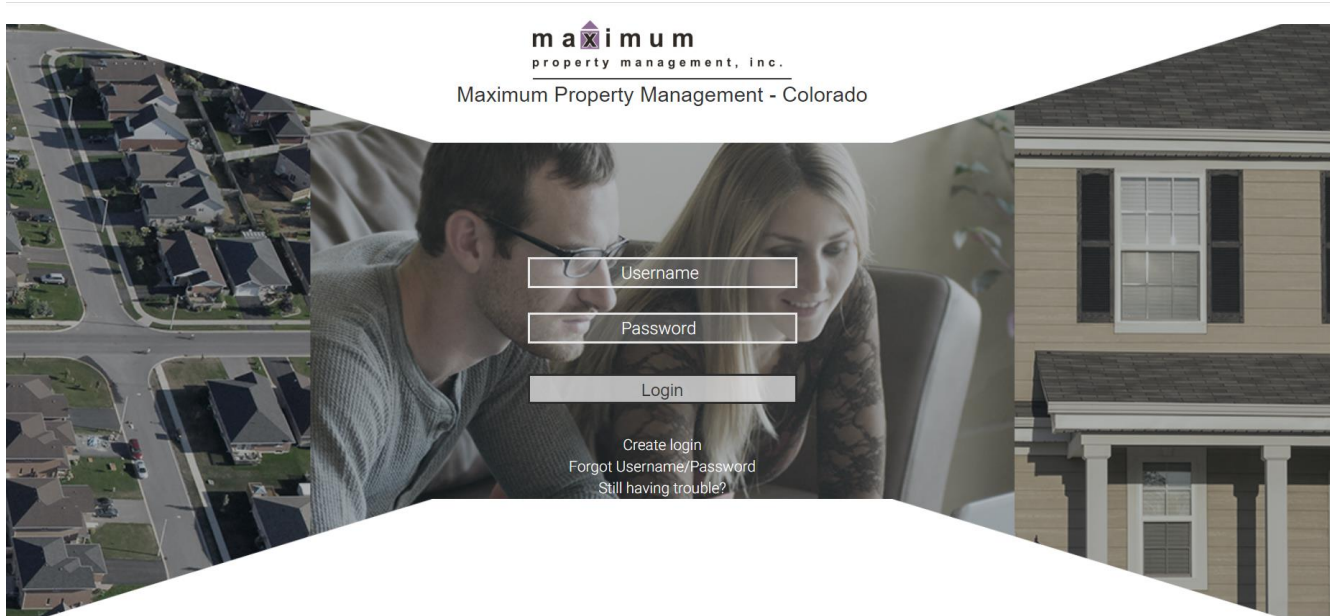 maximum
property management, inc.
Maximum Property Management - Colorado
Username
Password
Login
Create login
Forgot Username/Password
Still having trouble?